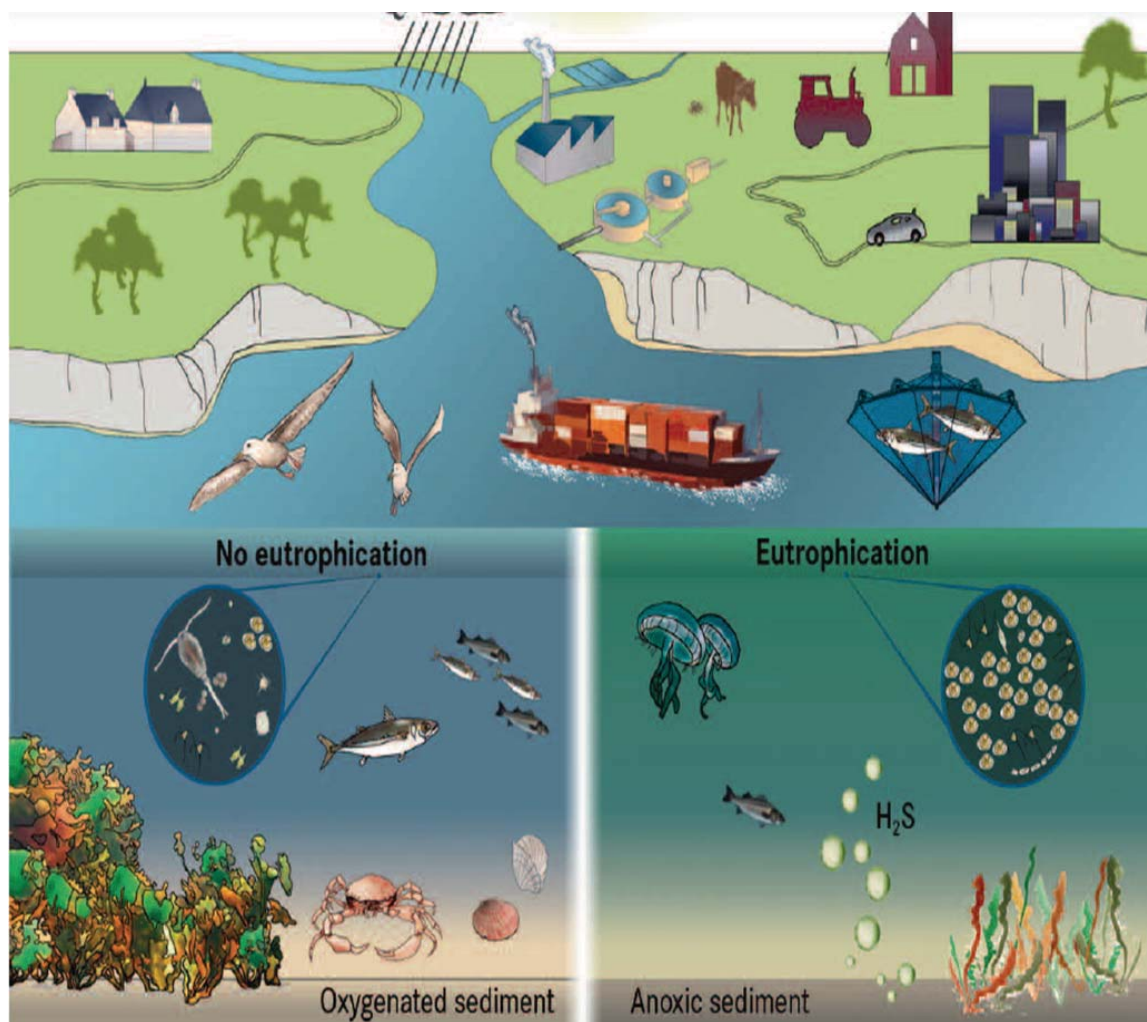 No eutrophication
Eutrophication
H₂S
Oxygenated sediment
Anoxic sediment